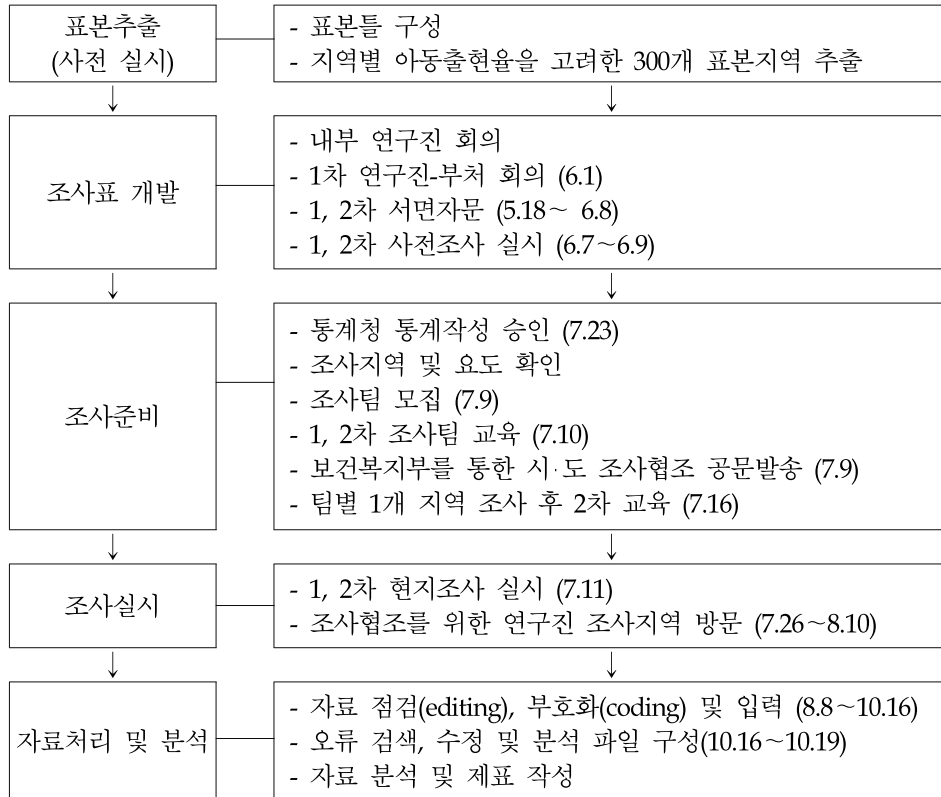 표본추출
(사전 실시)
- 표본틀 구성
- 지역별 아동출현율을 고려한 300개 표본지역 추출
조사표 개발
- 내부 연구진 회의
- 1차 연구진-부처 회의 (6.1)
- 1, 2차 서면자문 (5.18～ 6.8)
- 1, 2차 사전조사 실시 (6.7～6.9)
조사준비
- 통계청 통계작성 승인 (7.23)
- 조사지역 및 요도 확인
- 조사팀 모집 (7.9)
- 1, 2차 조사팀 교육 (7.10)
- 보건복지부를 통한 시·도 조사협조 공문발송 (7.9)
- 팀별 1개 지역 조사 후 2차 교육 (7.16)
조사실시
- 1, 2차 현지조사 실시 (7.11)
- 조사협조를 위한 연구진 조사지역 방문 (7.26～8.10)
자료처리 및 분석
- 자료 점검(editing), 부호화(coding) 및 입력 (8.8～10.16)
- 오류 검색, 수정 및 분석 파일 구성(10.16～10.19)
- 자료 분석 및 제표 작성